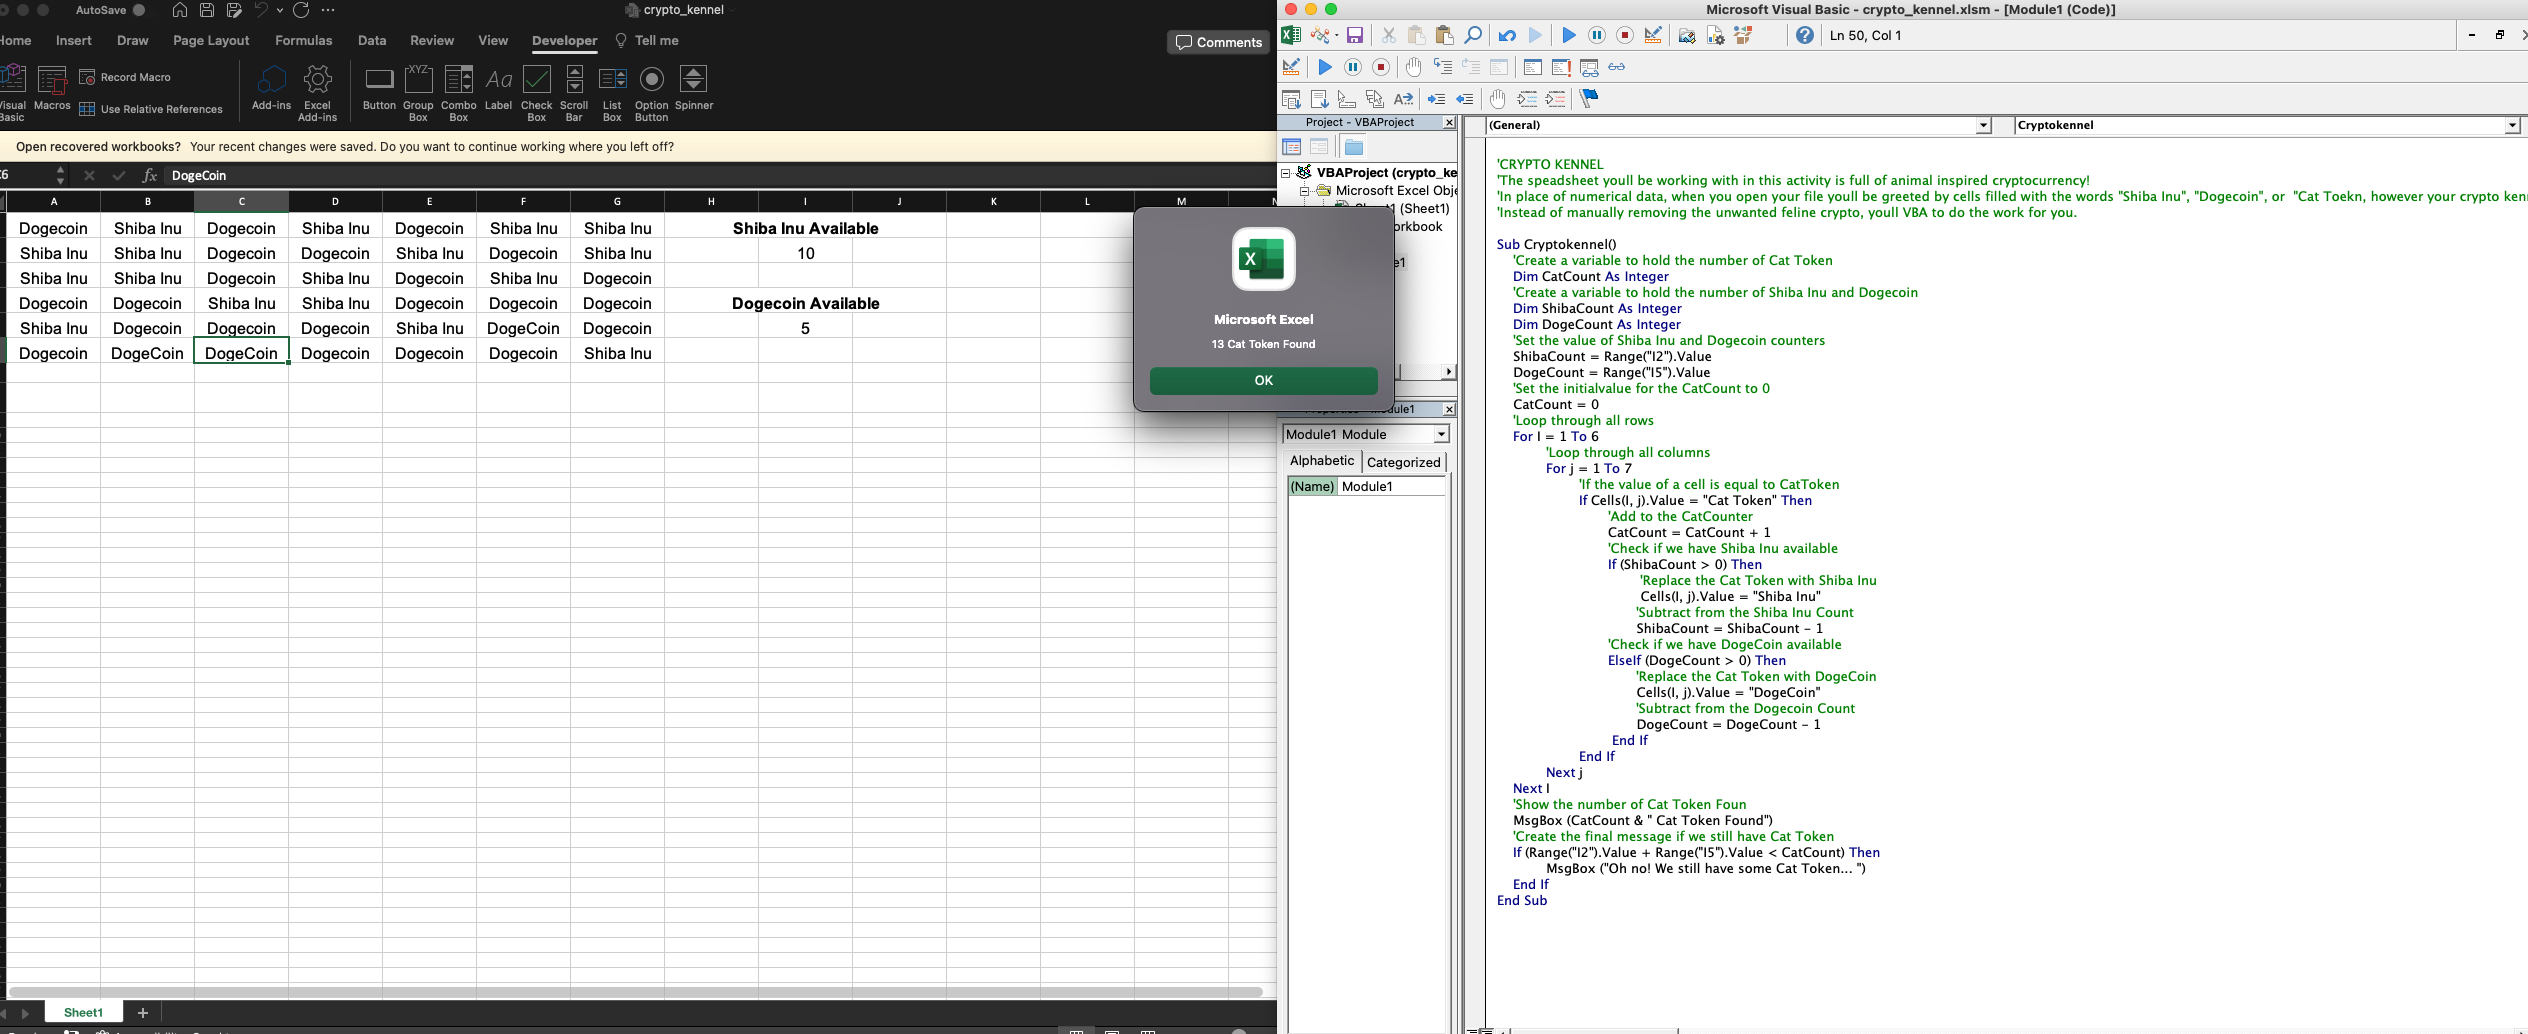 AutoSave
crypto_kennel
Home Insert Draw Page Layout Formulas Data Review View Developer Tell me
Comments
Visual Basic
Macros
Record Macro
Use Relative References
Add-ins
Excel Add-ins
Button
Group Box
Combo Box
Label
Check Box
Scroll Bar
List Box
Option Button
Spinner
XYZ
Aa
Open recovered workbooks? Your recent changes were saved. Do you want to continue working where you left off?
fx DogeCoin
A B C D E F G H I J K L M N
Dogecoin Shiba Inu Dogecoin Shiba Inu Dogecoin Shiba Inu Shiba Inu Shiba Inu Available
Shiba Inu Shiba Inu Dogecoin Dogecoin Shiba Inu Dogecoin Shiba Inu 10
Shiba Inu Shiba Inu Dogecoin Shiba Inu Dogecoin Shiba Inu Dogecoin
Dogecoin Dogecoin Shiba Inu Shiba Inu Dogecoin Dogecoin Dogecoin Dogecoin Available
Shiba Inu Dogecoin Dogecoin Dogecoin Shiba Inu DogeCoin Dogecoin 5
Dogecoin DogeCoin DogeCoin Dogecoin Dogecoin Dogecoin Shiba Inu
Sheet1
Microsoft Excel
13 Cat Token Found
OK
Microsoft Visual Basic - crypto_kennel.xlsm - [Module1 (Code)]
Ln 50, Col 1
Project - VBAProject
VBAProject (crypto_ke
Microsoft Excel Obje
(Sheet1)
orkbook
e1
Module1 Module
Alphabetic Categorized
(Name) Module1
(General) Cryptokennel
'CRYPTO KENNEL
'The speadsheet youll be working with in this activity is full of animal inspired cryptocurrency!
'In place of numerical data, when you open your file youll be greeted by cells filled with the words "Shiba Inu", "Dogecoin", or "Cat Toekn, however your crypto ken
'Instead of manually removing the unwanted feline crypto, youll VBA to do the work for you.
Sub Cryptokennel()
'Create a variable to hold the number of Cat Token
Dim CatCount As Integer
'Create a variable to hold the number of Shiba Inu and Dogecoin
Dim ShibaCount As Integer
Dim DogeCount As Integer
'Set the value of Shiba Inu and Dogecoin counters
ShibaCount = Range("I2").Value
DogeCount = Range("I5").Value
'Set the initialvalue for the CatCount to 0
CatCount = 0
'Loop through all rows
For I = 1 To 6
'Loop through all columns
For j = 1 To 7
'If the value of a cell is equal to CatToken
If Cells(I, j).Value = "Cat Token" Then
'Add to the CatCounter
CatCount = CatCount + 1
'Check if we have Shiba Inu available
If (ShibaCount > 0) Then
'Replace the Cat Token with Shiba Inu
Cells(I, j).Value = "Shiba Inu"
'Subtract from the Shiba Inu Count
ShibaCount = ShibaCount - 1
'Check if we have DogeCoin available
ElseIf (DogeCount > 0) Then
'Replace the Cat Token with DogeCoin
Cells(I, j).Value = "DogeCoin"
'Subtract from the Dogecoin Count
DogeCount = DogeCount - 1
End If
End If
Next j
Next I
'Show the number of Cat Token Foun
MsgBox (CatCount & " Cat Token Found")
'Create the final message if we still have Cat Token
If (Range("I2").Value + Range("I5").Value < CatCount) Then
MsgBox ("Oh no! We still have some Cat Token... ")
End If
End Sub